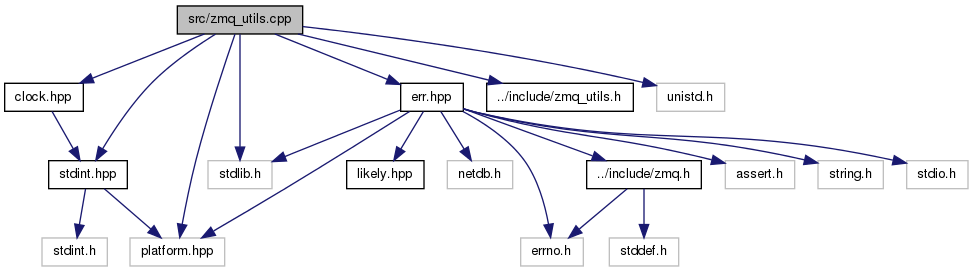 src/zmq_utils.cpp
clock.hpp
err.hpp
../include/zmq_utils.h
unistd.h
stdint.hpp
stdlib.h
likely.hpp
netdb.h
../include/zmq.h
assert.h
string.h
stdio.h
stdint.h
platform.hpp
errno.h
stddef.h